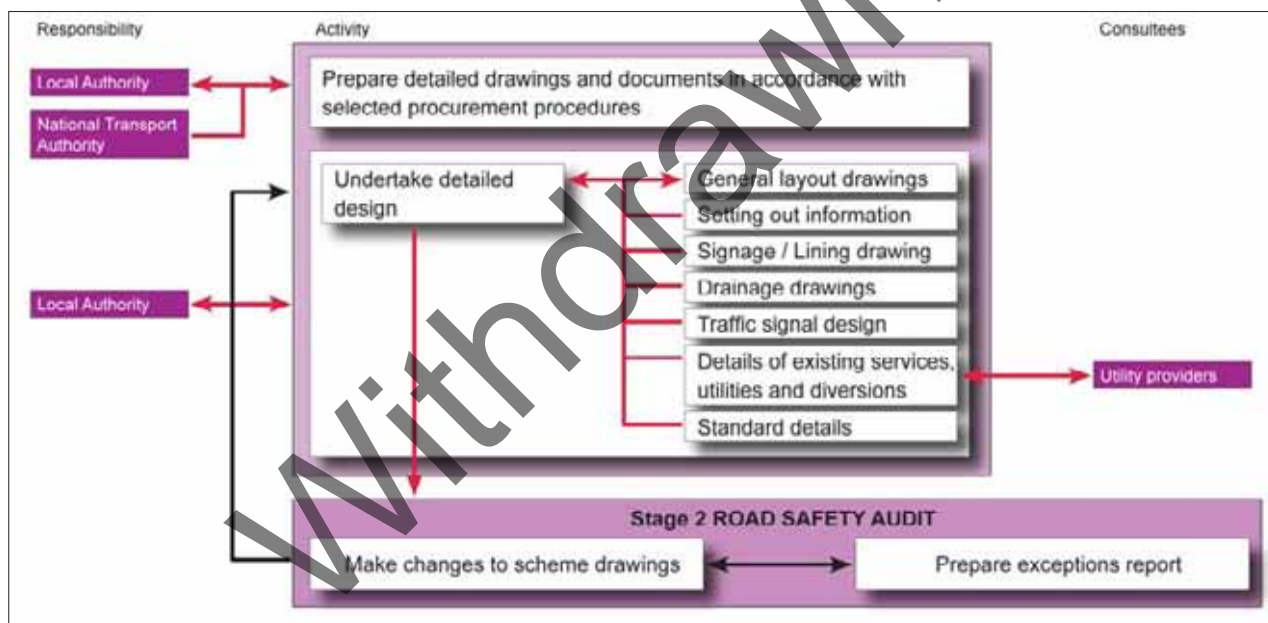 Responsibility
Activity
Consultees
Local Authority
National Transport
Authority
Prepare detailed drawings and documents in accordance with
selected procurement procedures
Undertake detailed
design
General layout drawings
Setting out information
Signage / Lining drawing
Drainage drawings
Traffic signal design
Details of existing services,
utilities and diversions
Standard details
Local Authority
Utility providers
Stage 2 ROAD SAFETY AUDIT
Make changes to scheme drawings
Prepare exceptions report
Withdrawn